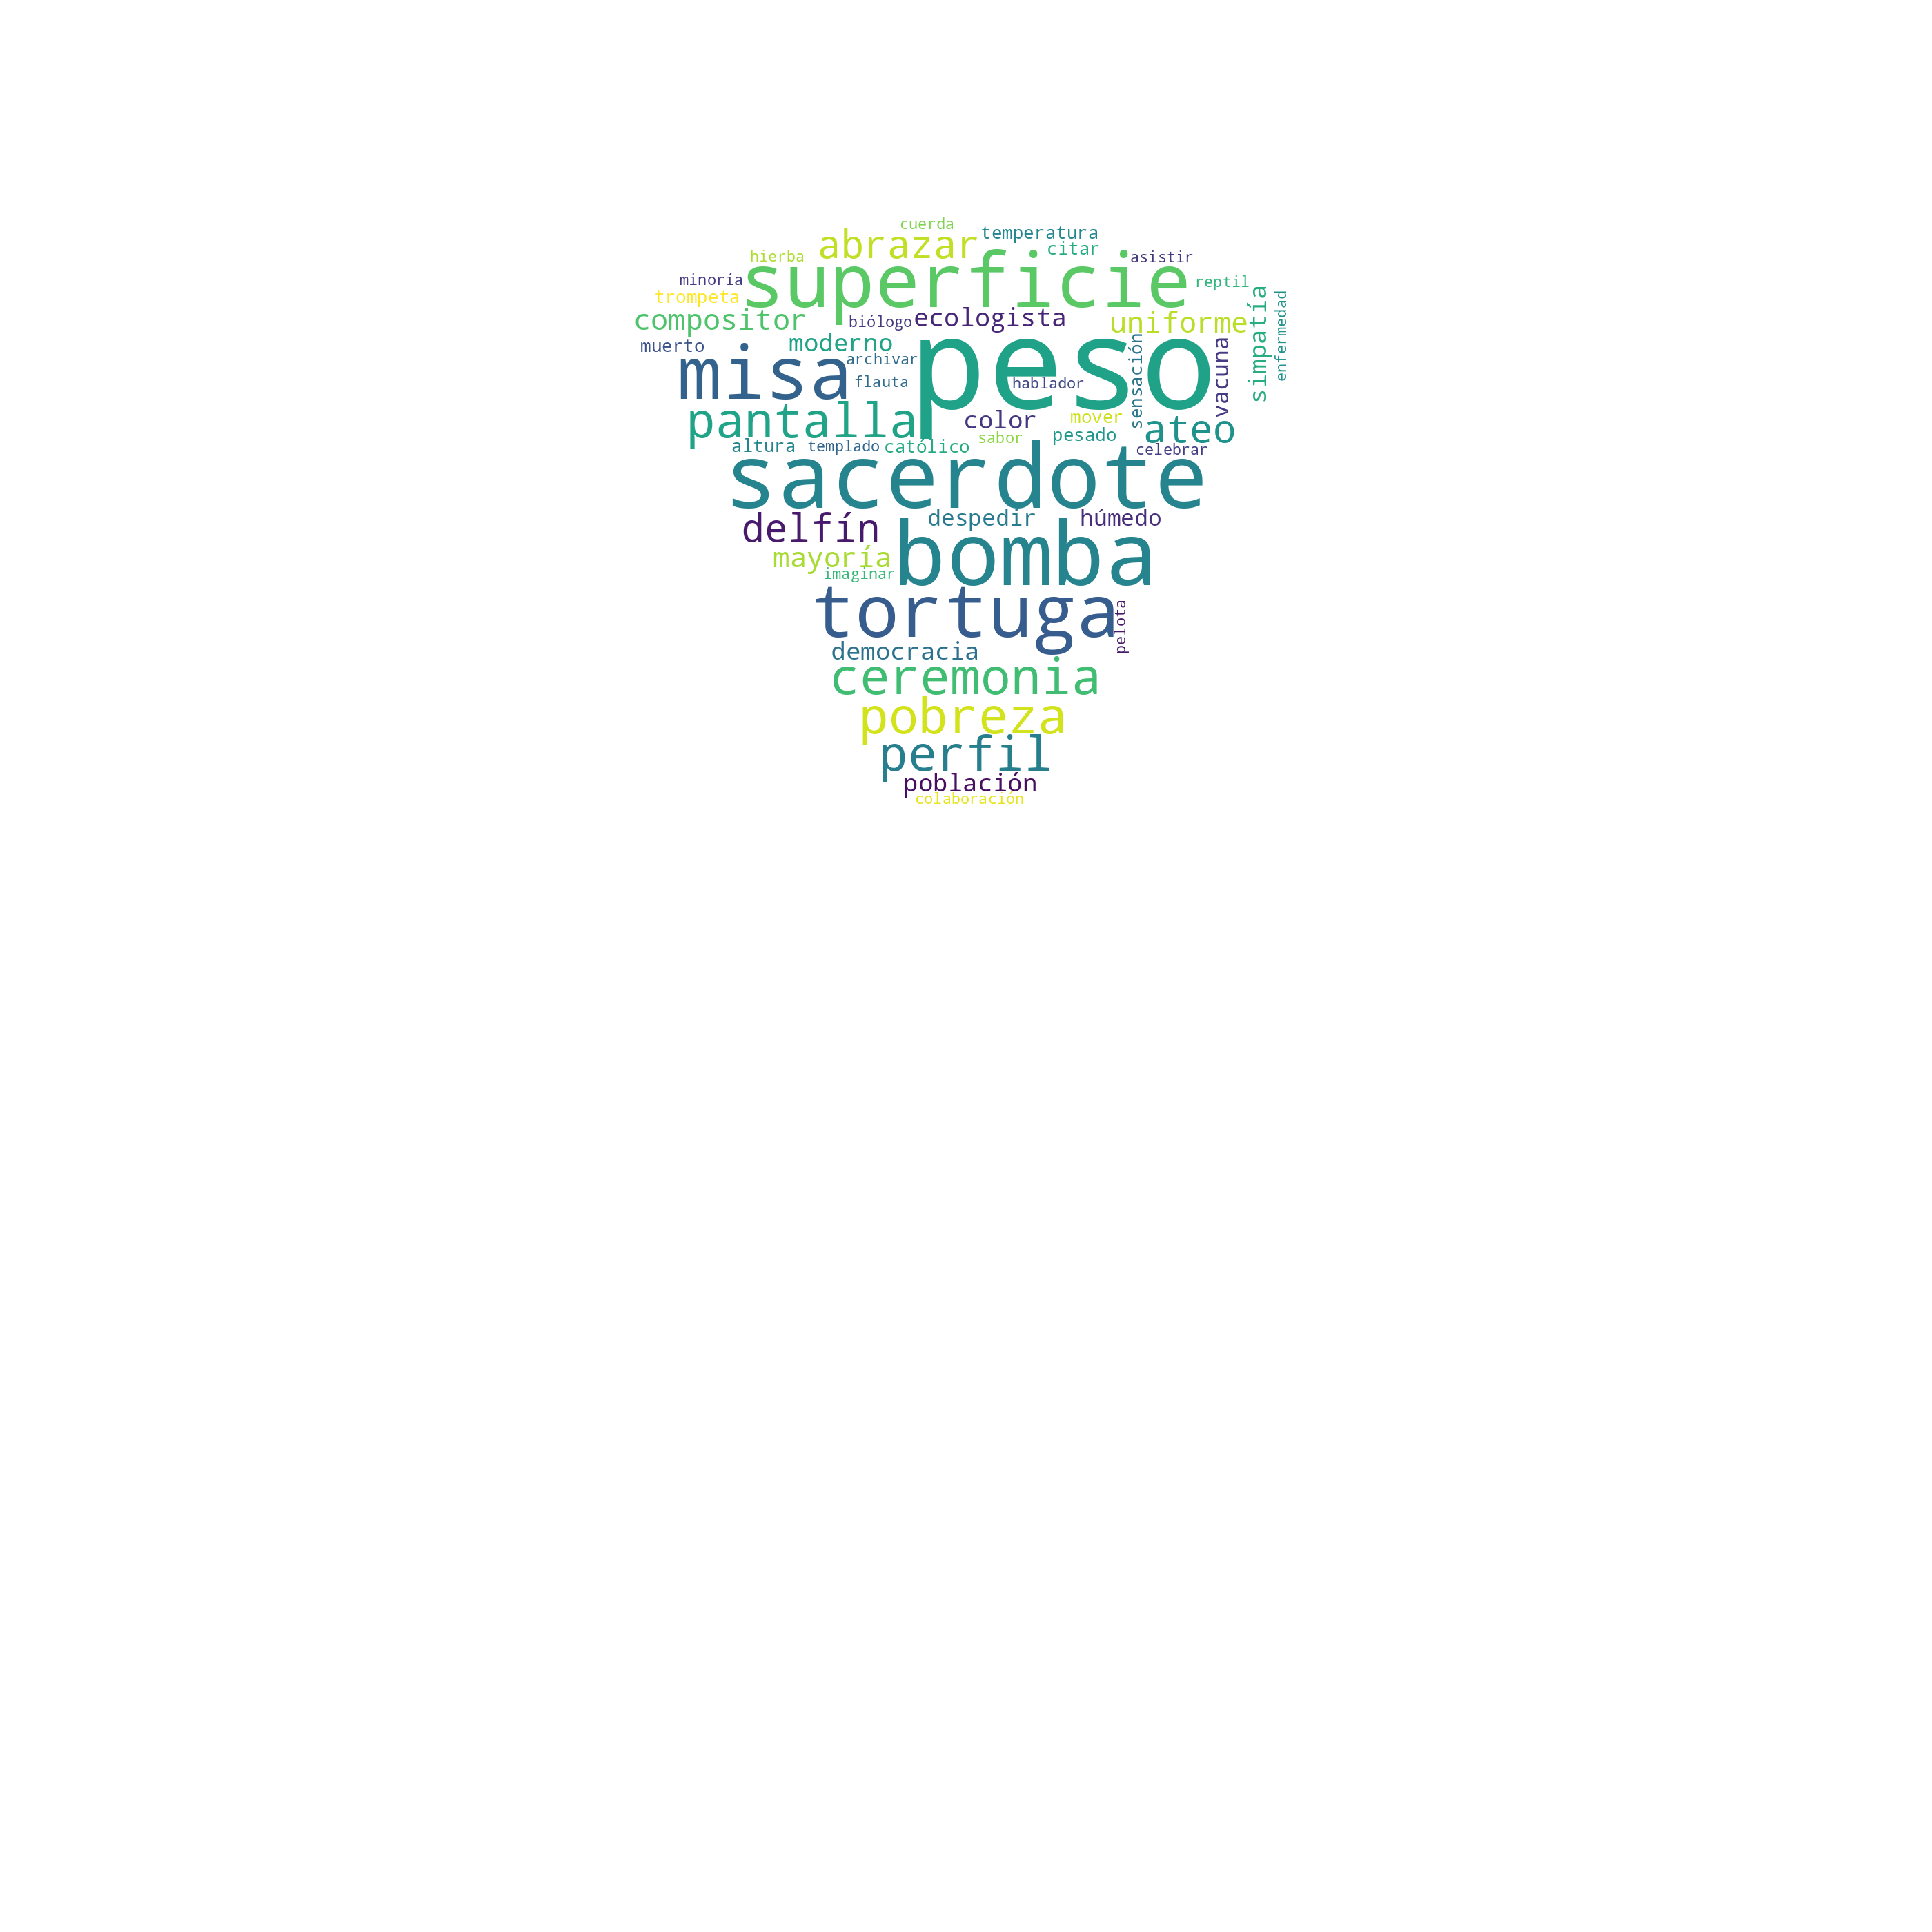 cuerda
abrazar
temperatura
citar
hierba
superficie
asistir
minoría
reptil
trompeta
compositor
biólogo
ecologista
uniforme
simpatía
enfermedad
muerto
moderno
peso
sensación
vacuna
misa
archivar
flauta
hablador
pantalla
color
mover
ateo
altura
templado
católico
sabor
pesado
celebrar
sacerdote
delfín
despedir
húmedo
mayoría
bomba
imaginar
tortuga
pelota
democracia
ceremonia
pobreza
perfil
población
colaboración